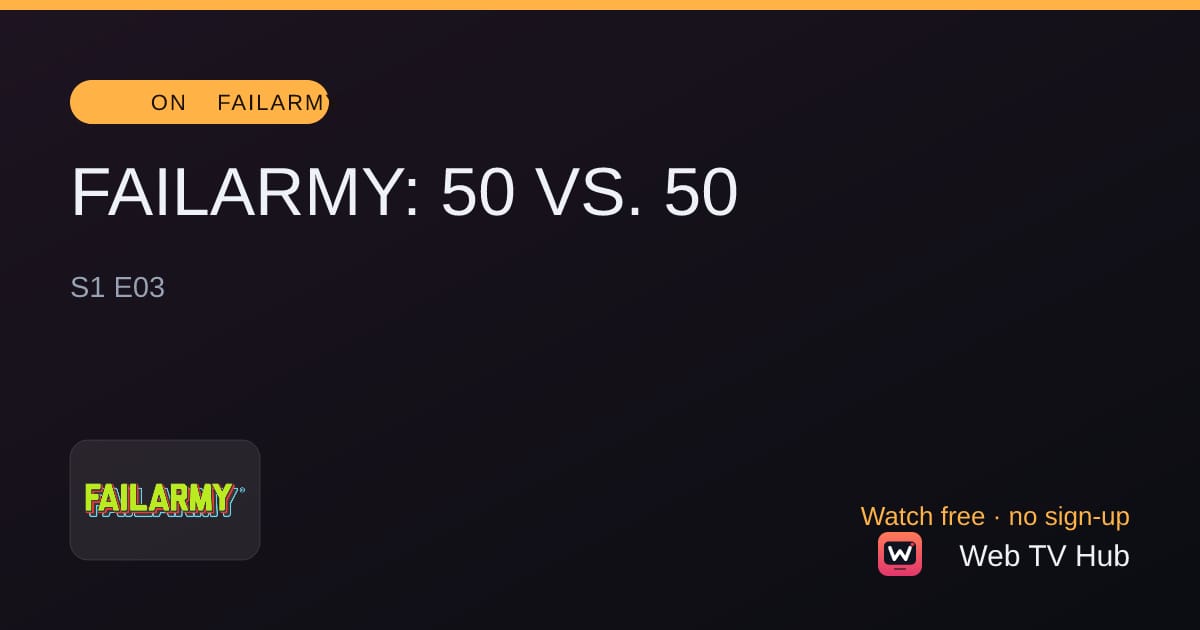 ON FAILARMY
FAILARMY: 50 VS. 50
S1 E03
FAILARMY
Watch free · no sign-up
W
Web TV Hub